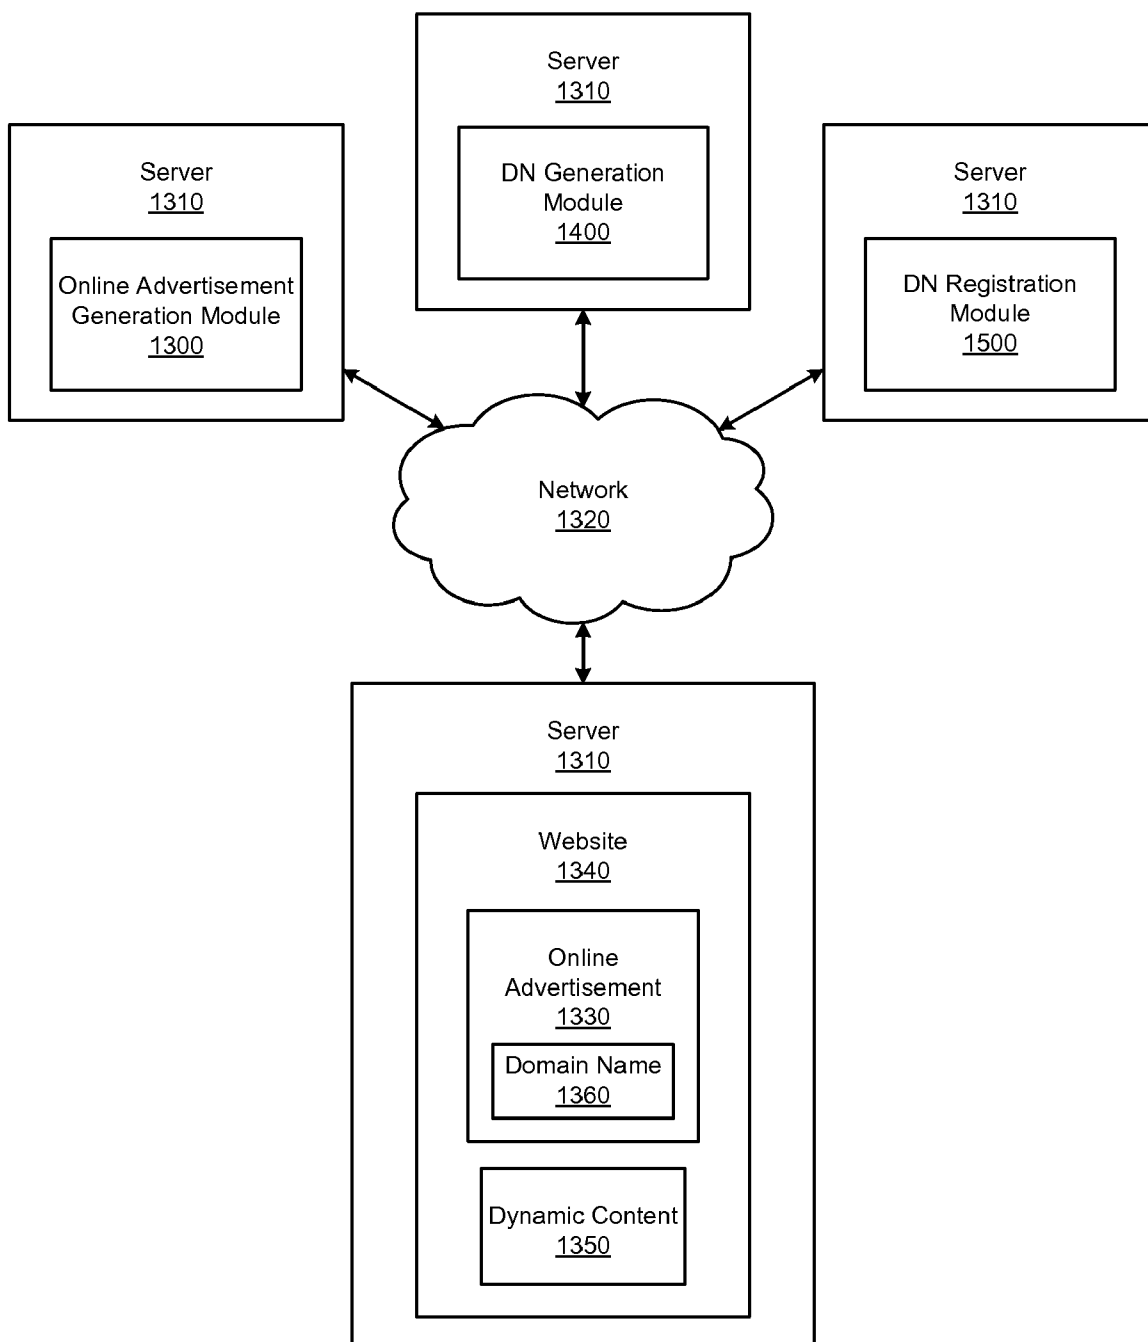 Server
1310
DN Generation
Module
1400
Server
1310
Online Advertisement
Generation Module
1300
Server
1310
DN Registration
Module
1500
Network
1320
Server
1310
Website
1340
Online
Advertisement
1330
Domain Name
1360
Dynamic Content
1350